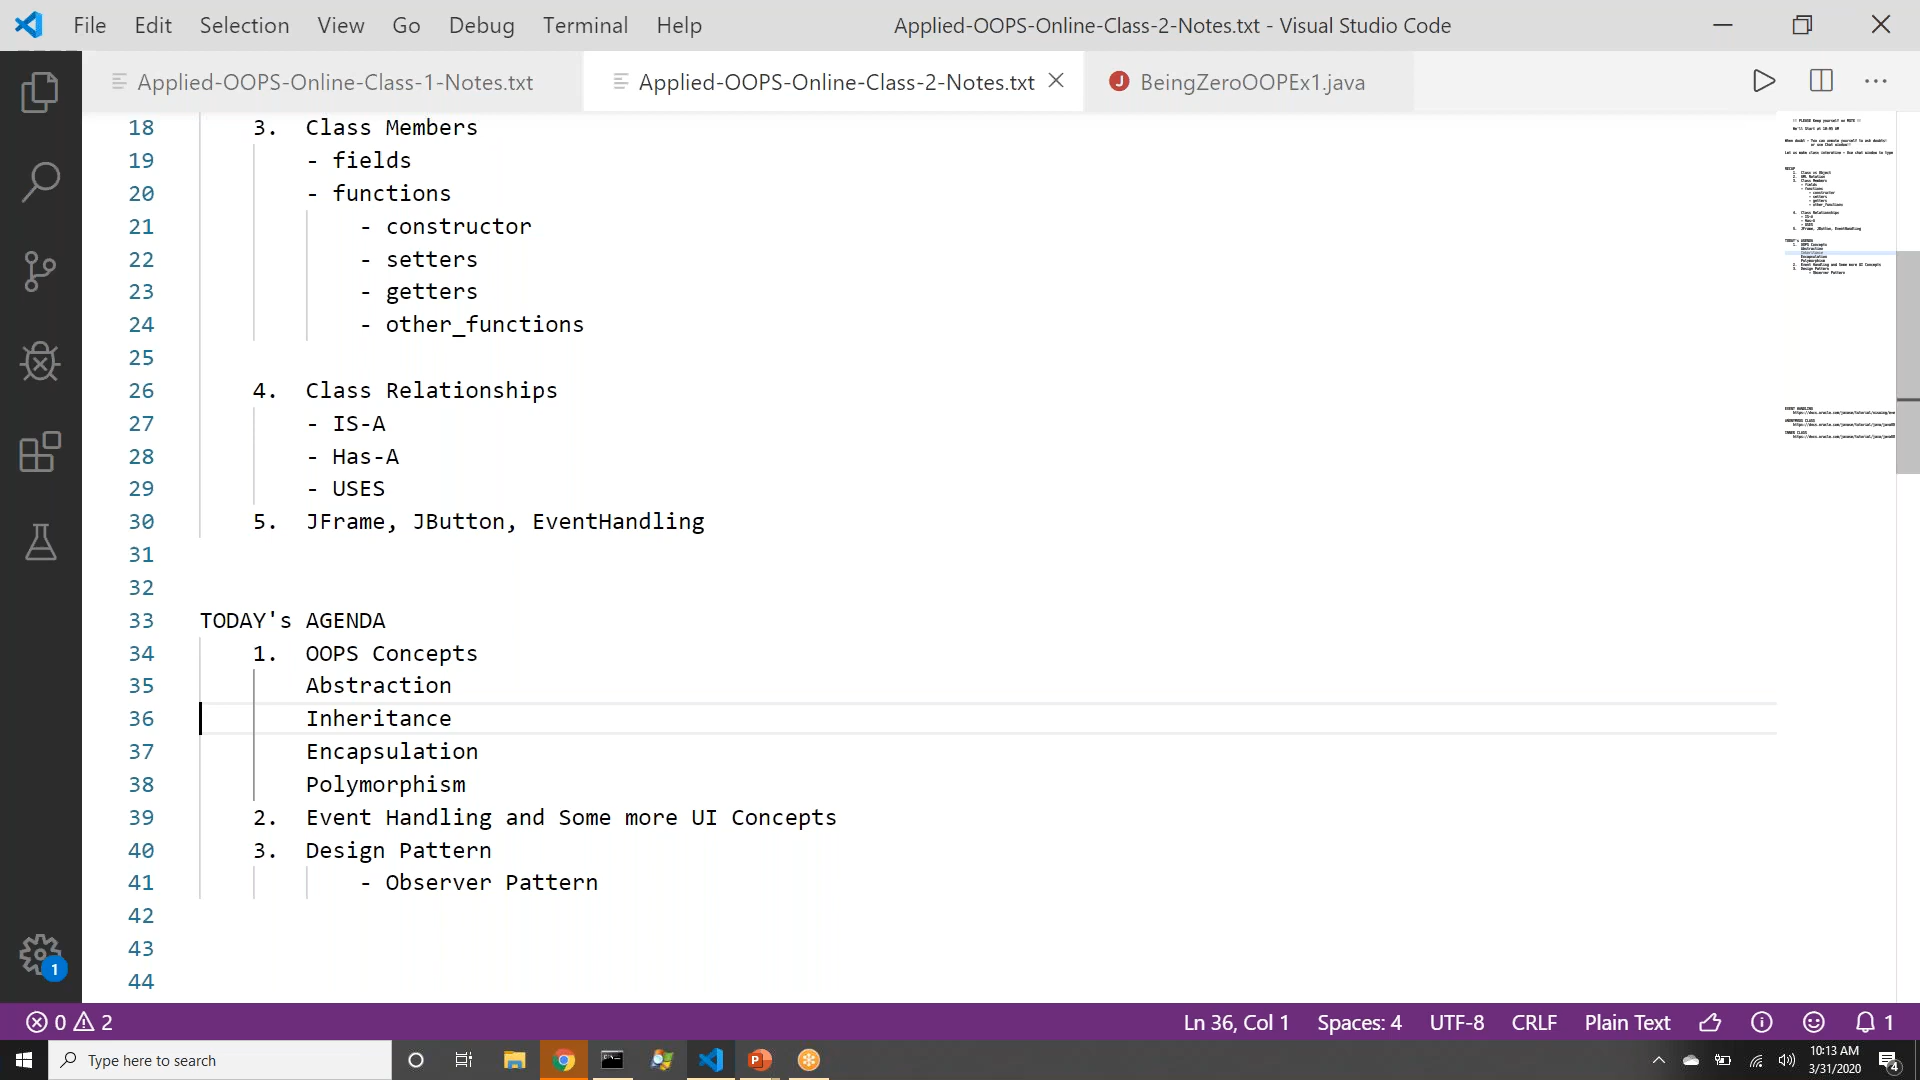 File Edit Selection View Go Debug Terminal Help Applied-OOPS-Online-Class-2-Notes.txt - Visual Studio Code
Applied-OOPS-Online-Class-1-Notes.txt Applied-OOPS-Online-Class-2-Notes.txt BeingZeroOOPEx1.java
18 3. Class Members
19 - fields
20 - functions
21 - constructor
22 - setters
23 - getters
24 - other_functions
25
26 4. Class Relationships
27 - IS-A
28 - Has-A
29 - USES
30 5. JFrame, JButton, EventHandling
31
32
33 TODAY's AGENDA
34 1. OOPS Concepts
35 Abstraction
36 Inheritance
37 Encapsulation
38 Polymorphism
39 2. Event Handling and Some more UI Concepts
40 3. Design Pattern
41 - Observer Pattern
42
43
44
1
0 2 Ln 36, Col 1 Spaces: 4 UTF-8 CRLF Plain Text 1
Type here to search
10:13 AM
3/31/2020
4